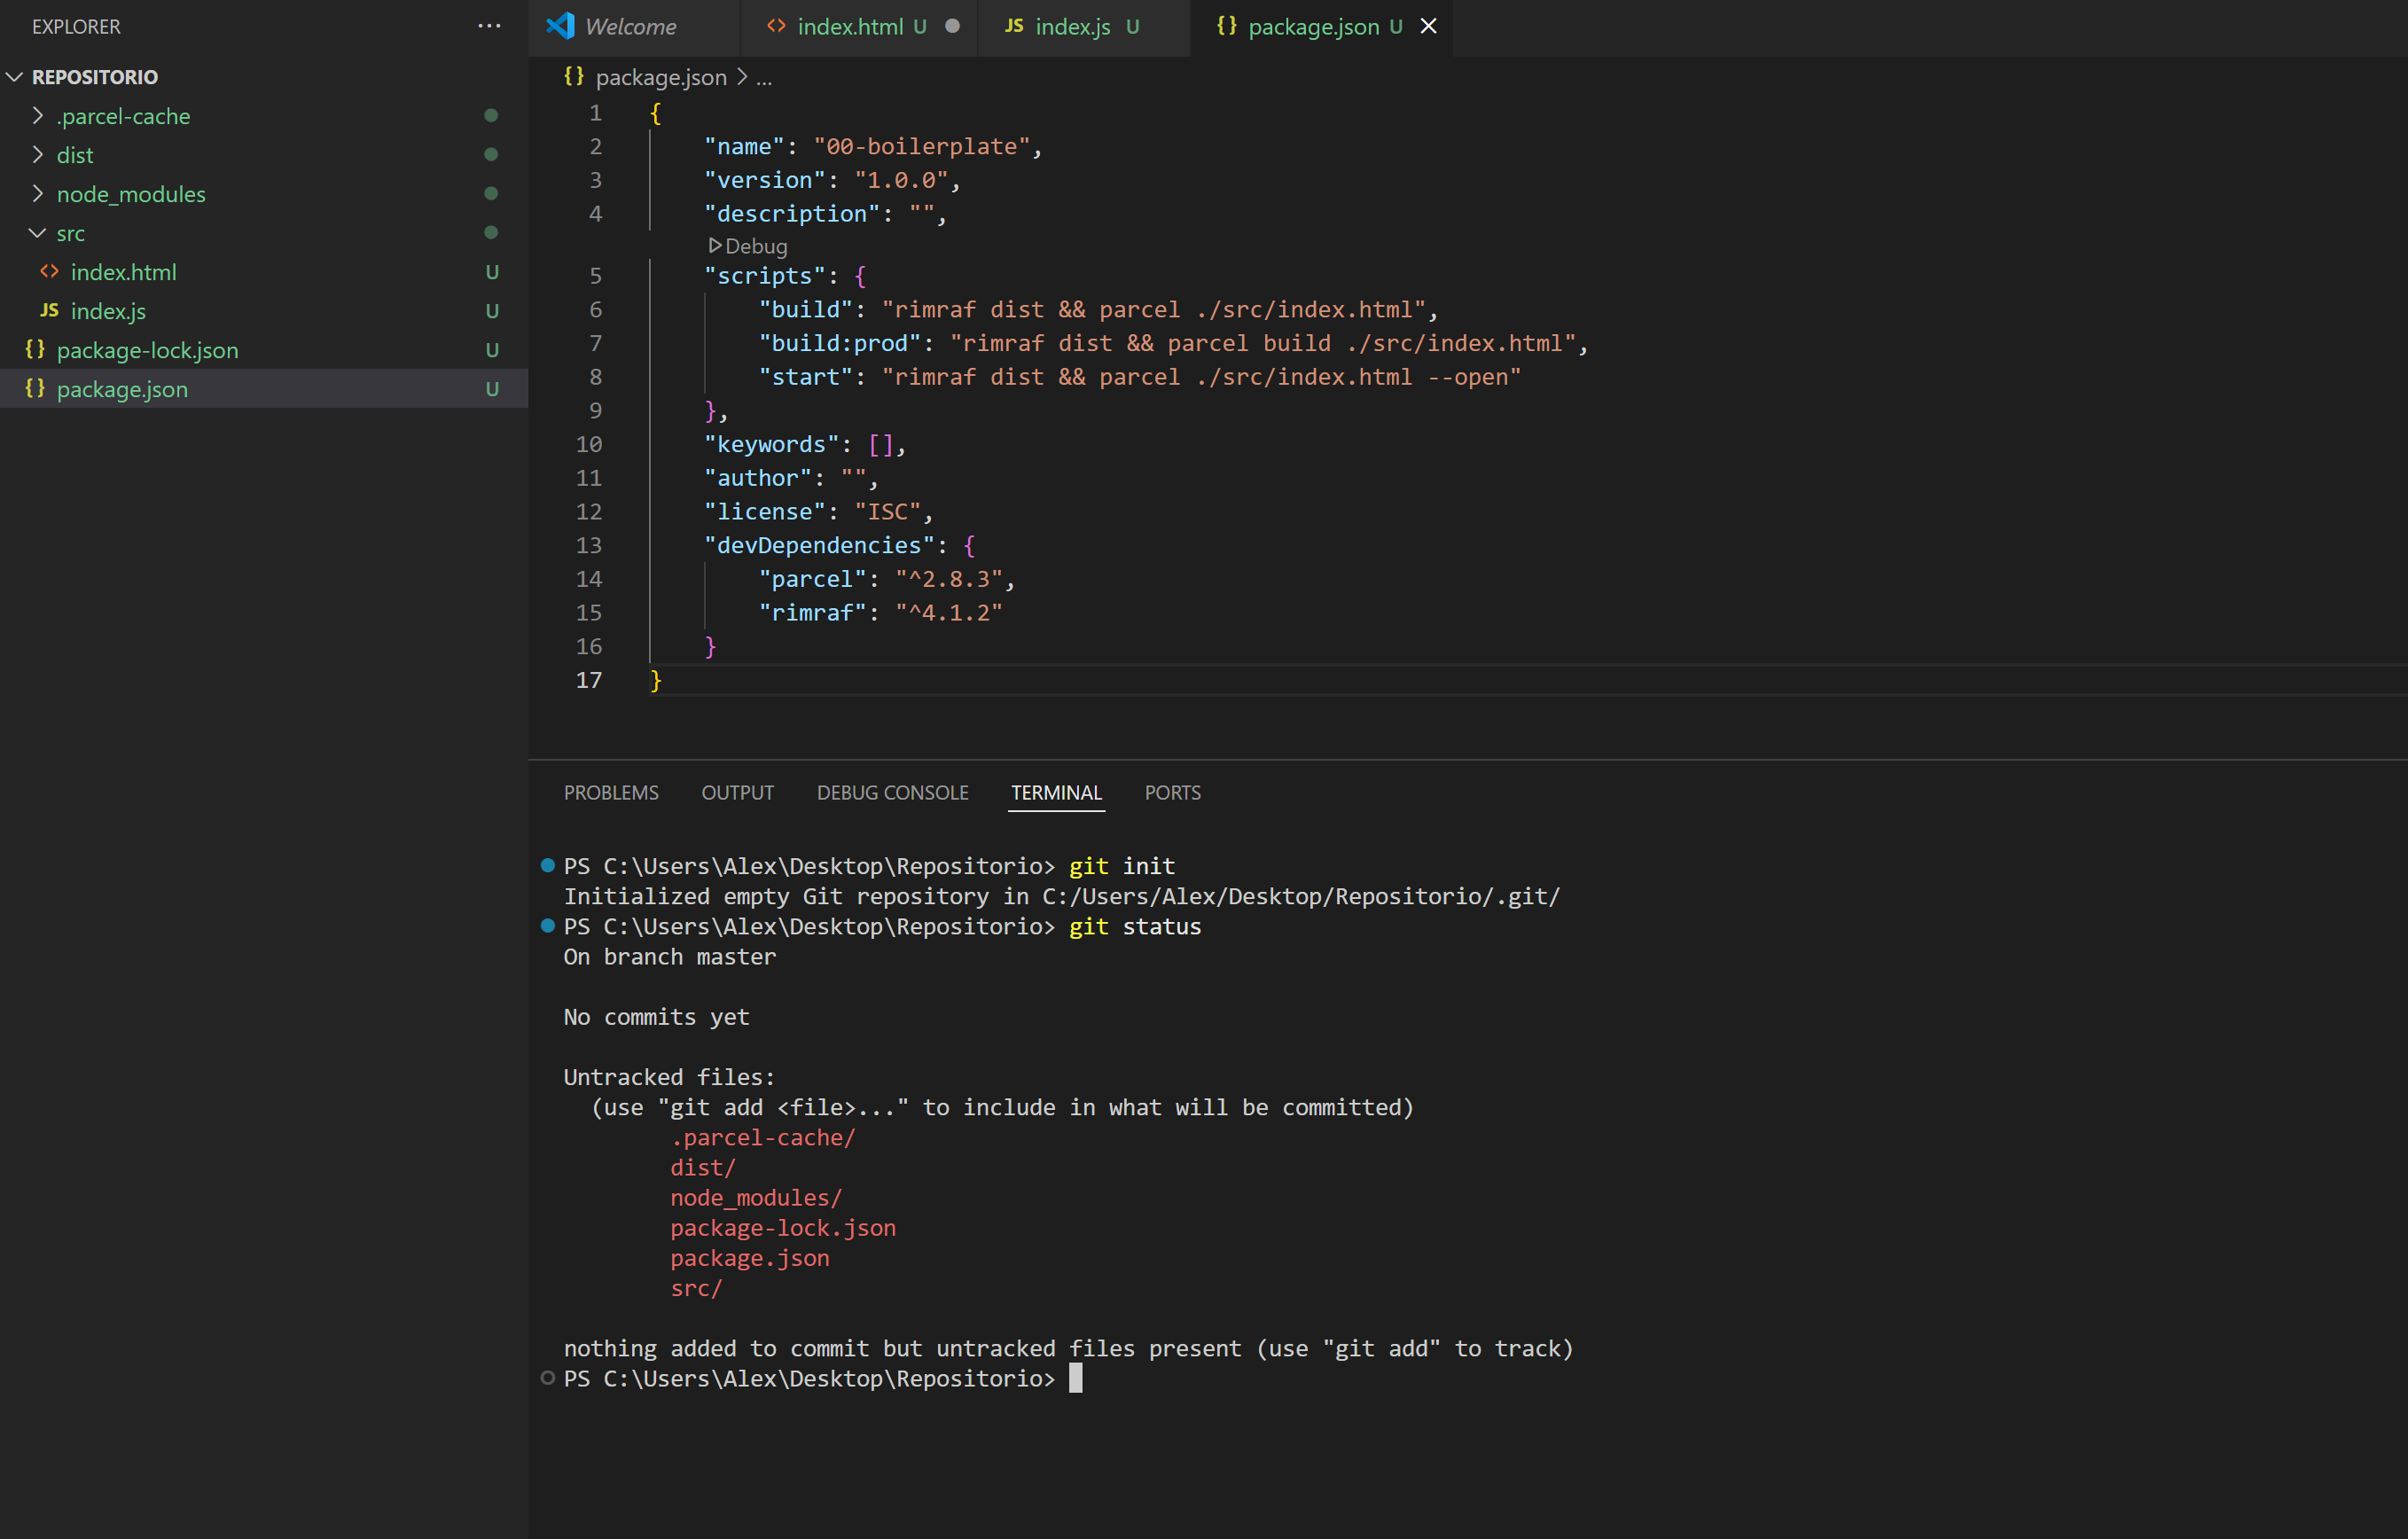 EXPLORER
REPOSITORIO
.parcel-cache
dist
node_modules
src
<> index.html U
JS index.js U
{} package-lock.json U
{} package.json U
Welcome
<> index.html U
JS index.js U
{} package.json U
{} package.json > ...
1 {
2 "name": "00-boilerplate",
3 "version": "1.0.0",
4 "description": "",
Debug
5 "scripts": {
6 "build": "rimraf dist && parcel ./src/index.html",
7 "build:prod": "rimraf dist && parcel build ./src/index.html",
8 "start": "rimraf dist && parcel ./src/index.html --open"
9 },
10 "keywords": [],
11 "author": "",
12 "license": "ISC",
13 "devDependencies": {
14 "parcel": "^2.8.3",
15 "rimraf": "^4.1.2"
16 }
17 }
PROBLEMS OUTPUT DEBUG CONSOLE TERMINAL PORTS
PS C:\Users\Alex\Desktop\Repositorio> git init
Initialized empty Git repository in C:/Users/Alex/Desktop/Repositorio/.git/
PS C:\Users\Alex\Desktop\Repositorio> git status
On branch master
No commits yet
Untracked files:
(use "git add <file>..." to include in what will be committed)
.parcel-cache/
dist/
node_modules/
package-lock.json
package.json
src/
nothing added to commit but untracked files present (use "git add" to track)
PS C:\Users\Alex\Desktop\Repositorio>